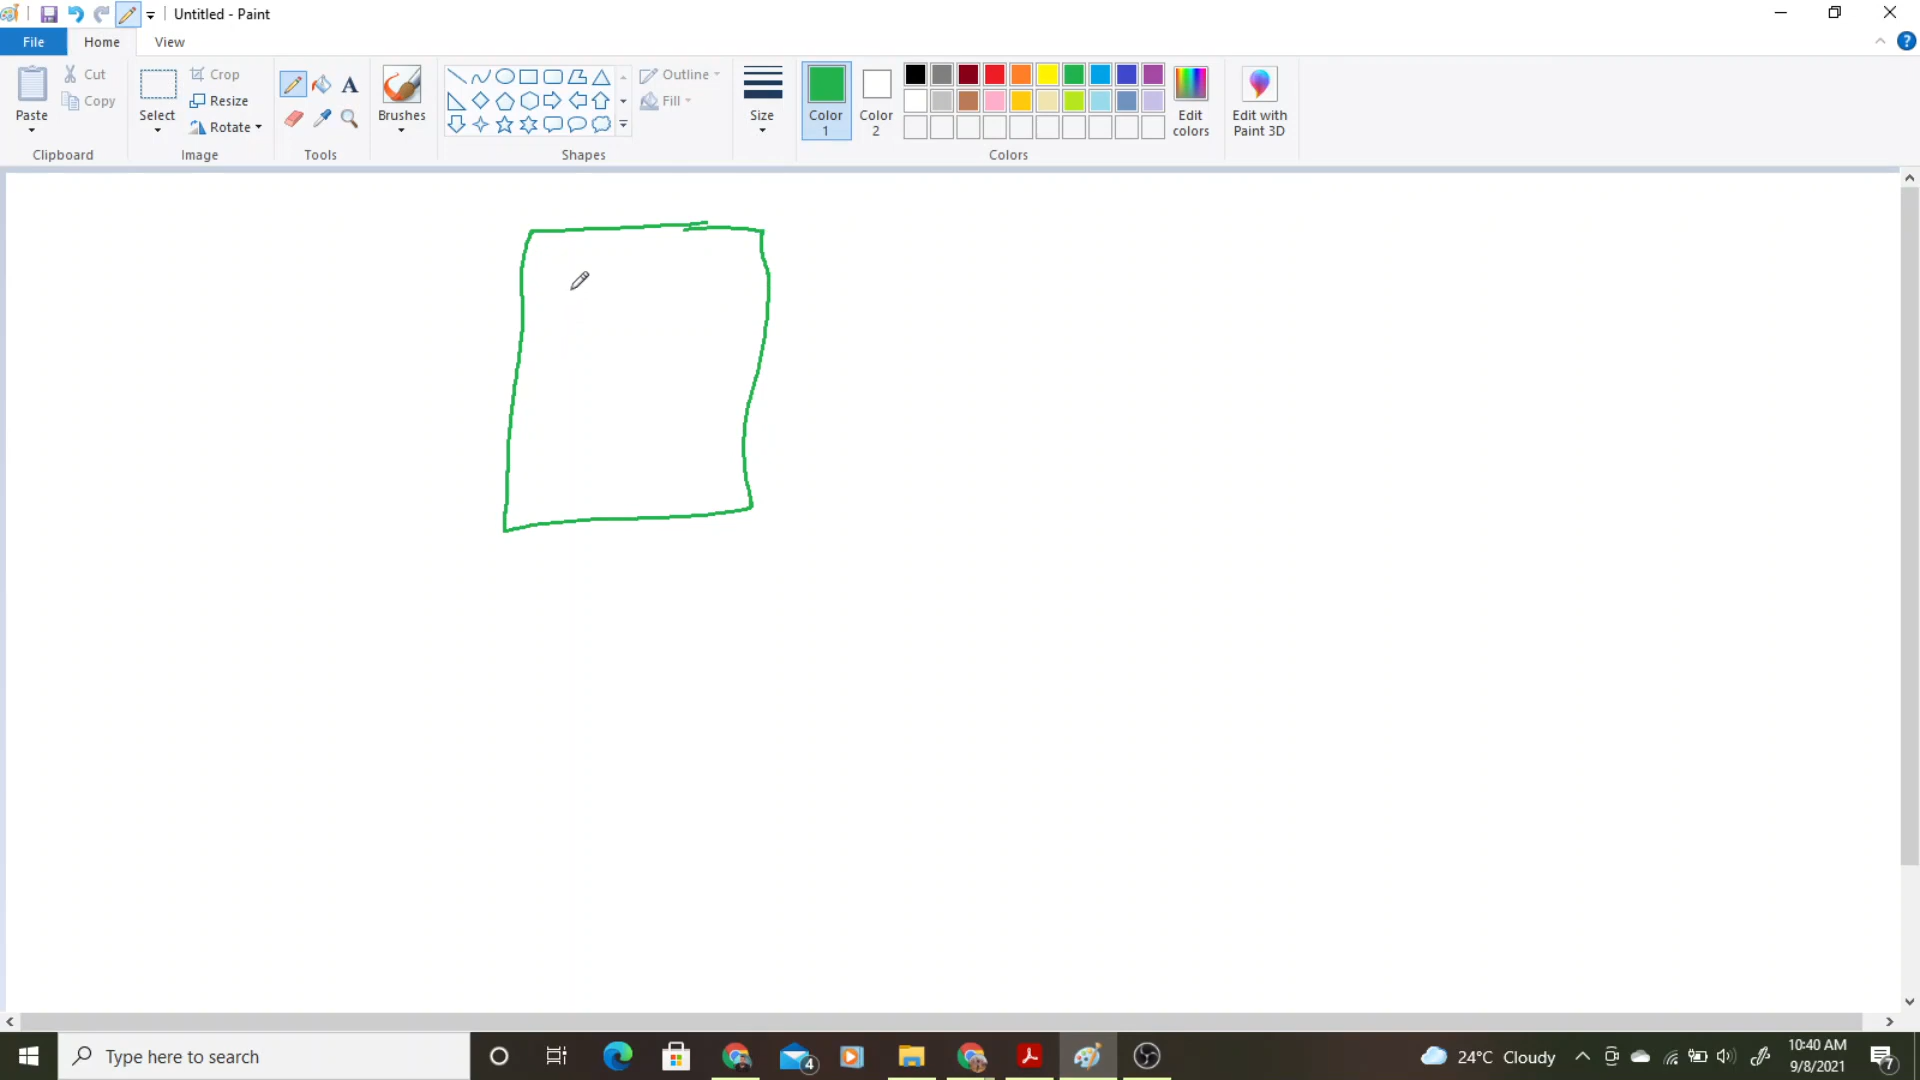 Untitled - Paint
File Home View
Paste Cut Copy
Select Crop Resize Rotate
A
Brushes
Outline Fill
Size
Color 1 Color 2
Edit colors
Edit with Paint 3D
Clipboard Image Tools Shapes Colors
Type here to search
4
24°C Cloudy
10:40 AM
9/8/2021
7